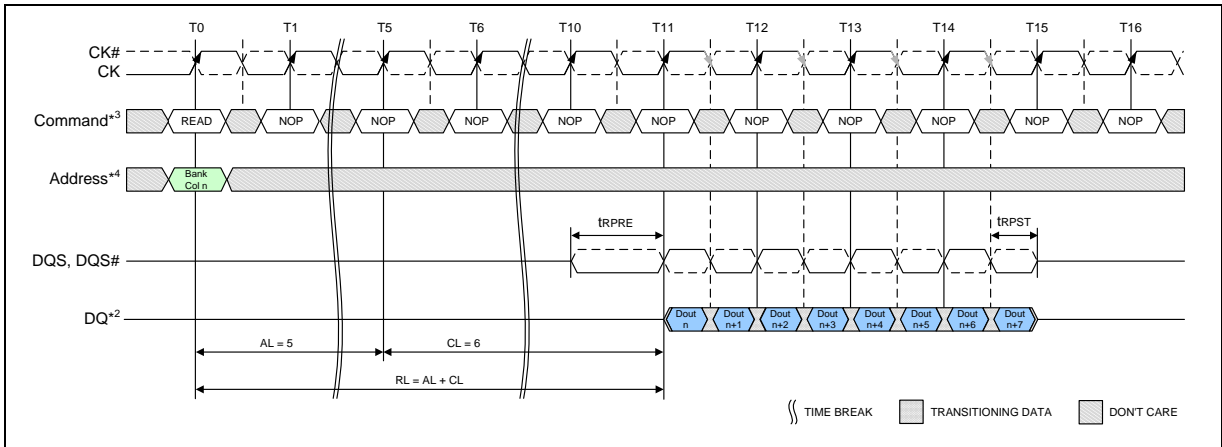 T0 T1 T5 T6 T10 T11 T12 T13 T14 T15 T16
CK#
CK
Command*3 READ NOP NOP NOP NOP NOP NOP NOP NOP NOP NOP
Address*4 Bank
Col n
tRPRE tRPST
DQS, DQS#
DQ*2 Dout
n Dout
n+1 Dout
n+2 Dout
n+3 Dout
n+4 Dout
n+5 Dout
n+6 Dout
n+7
AL = 5 CL = 6
RL = AL + CL
TIME BREAK TRANSITIONING DATA DON'T CARE